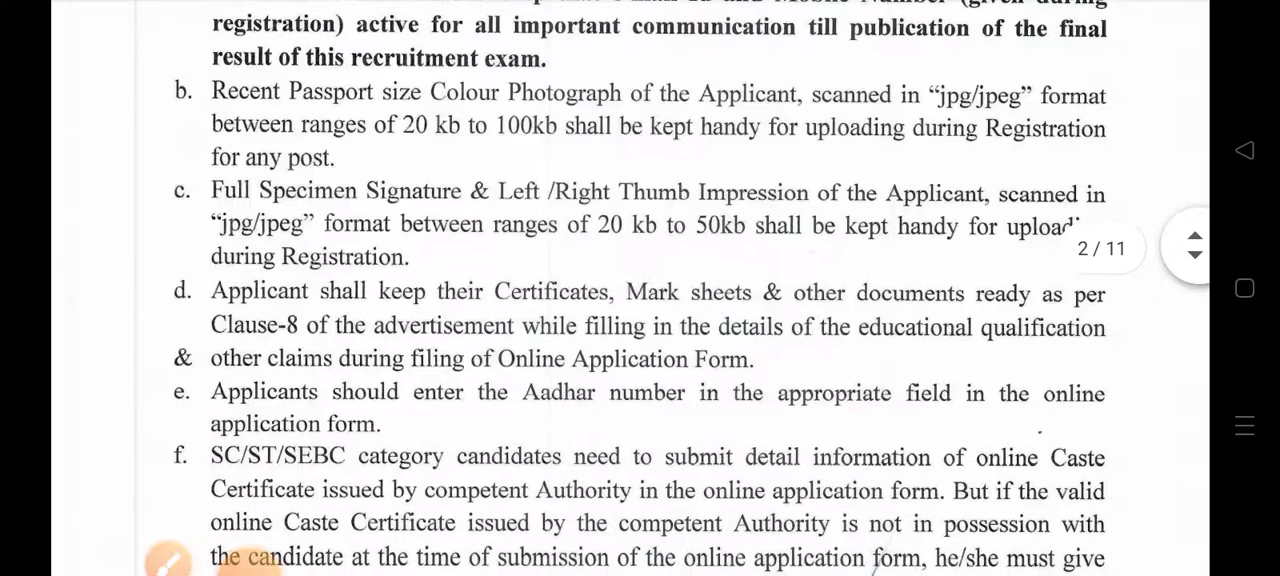 registration) active for all important communication till publication of the final
result of this recruitment exam.
b. Recent Passport size Colour Photograph of the Applicant, scanned in “jpg/jpeg” format
between ranges of 20 kb to 100kb shall be kept handy for uploading during Registration
for any post.
c. Full Specimen Signature & Left /Right Thumb Impression of the Applicant, scanned in
“jpg/jpeg” format between ranges of 20 kb to 50kb shall be kept handy for
during Registration.
2 / 11
d. Applicant shall keep their Certificates, Mark sheets & other documents ready as per
Clause-8 of the advertisement while filling in the details of the educational qualification
& other claims during filing of Online Application Form.
e. Applicants should enter the Aadhar number in the appropriate field in the online
application form.
f. SC/ST/SEBC category candidates need to submit detail information of online Caste
Certificate issued by competent Authority in the online application form. But if the valid
online Caste Certificate issued by the competent Authority is not in possession with
the candidate at the time of submission of the online application form, he/she must give